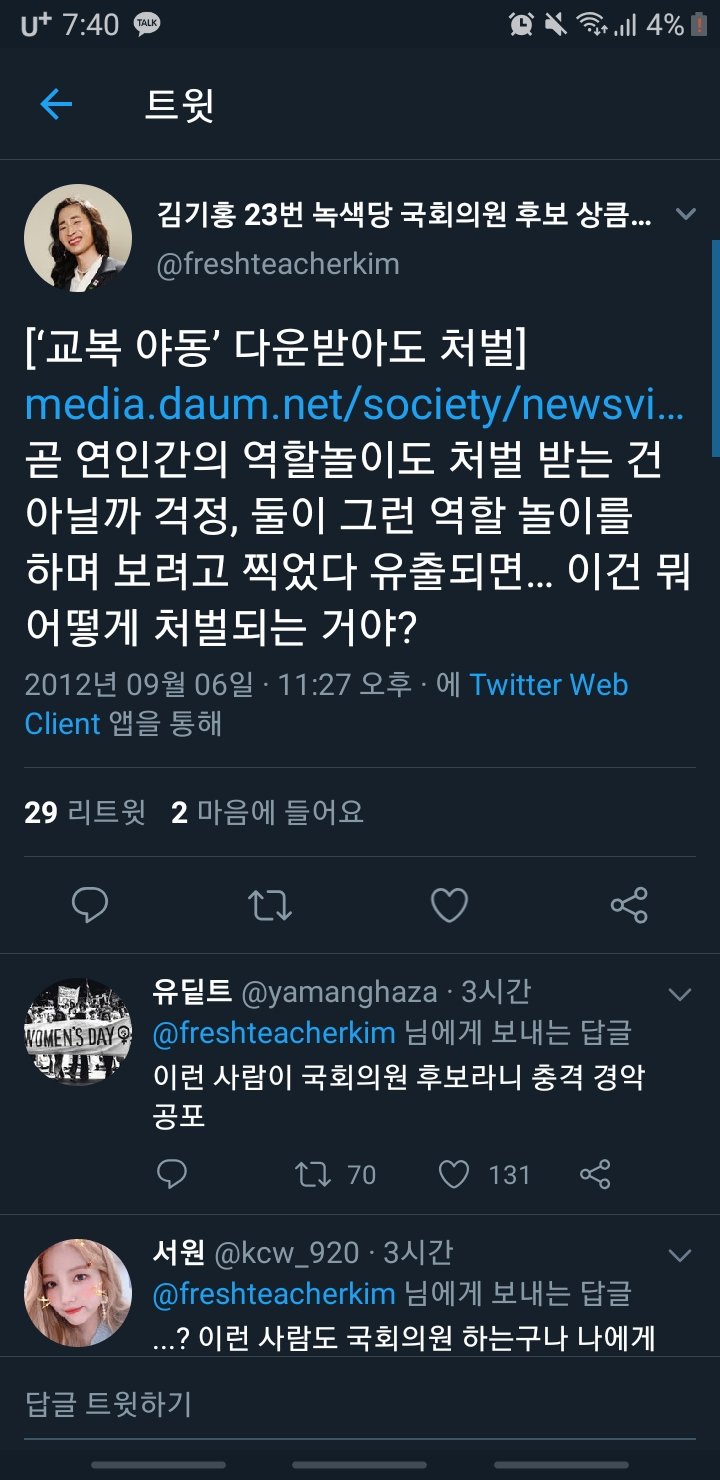 U+ 7:40 TALK 4%
트윗
김기홍 23번 녹색당 국회의원 후보 상큼...
@freshteacherkim
['교복 야동' 다운받아도 처벌]
media.daum.net/society/newsvi...
곧 연인간의 역할놀이도 처벌 받는 건
아닐까 걱정, 둘이 그런 역할 놀이를
하며 보려고 찍었다 유출되면... 이건 뭐
어떻게 처벌되는 거야?
2012년 09월 06일 · 11:27 오후 · 에 Twitter Web
Client 앱을 통해
29 리트윗 2 마음에 들어요
유딭트 @yamanghaza · 3시간
@freshteacherkim 님에게 보내는 답글
이런 사람이 국회의원 후보라니 충격 경악
공포
70 131
WOMEN'S DAY
서원 @kcw_920 · 3시간
@freshteacherkim 님에게 보내는 답글
...? 이런 사람도 국회의원 하는구나 나에게
답글 트윗하기